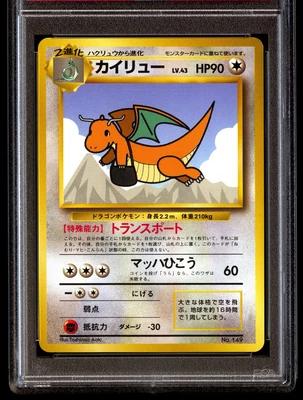 2進化
ハクリュウから進化
モンスターカードに重ねて使います。
カイリュー LV.43 HP90
ドラゴンポケモン：身長2.2m、体重210kg
【特殊能力】トランスポート
マッハひこう 60
コインを投げ「うら」なら、このワザは失敗する。
にげる
弱点
抵抗力 ダメージ -30
大きな体格で空を飛ぶ。地球を約16時間で1周してしまう。
Illus.Toshinao Aoki
No.149